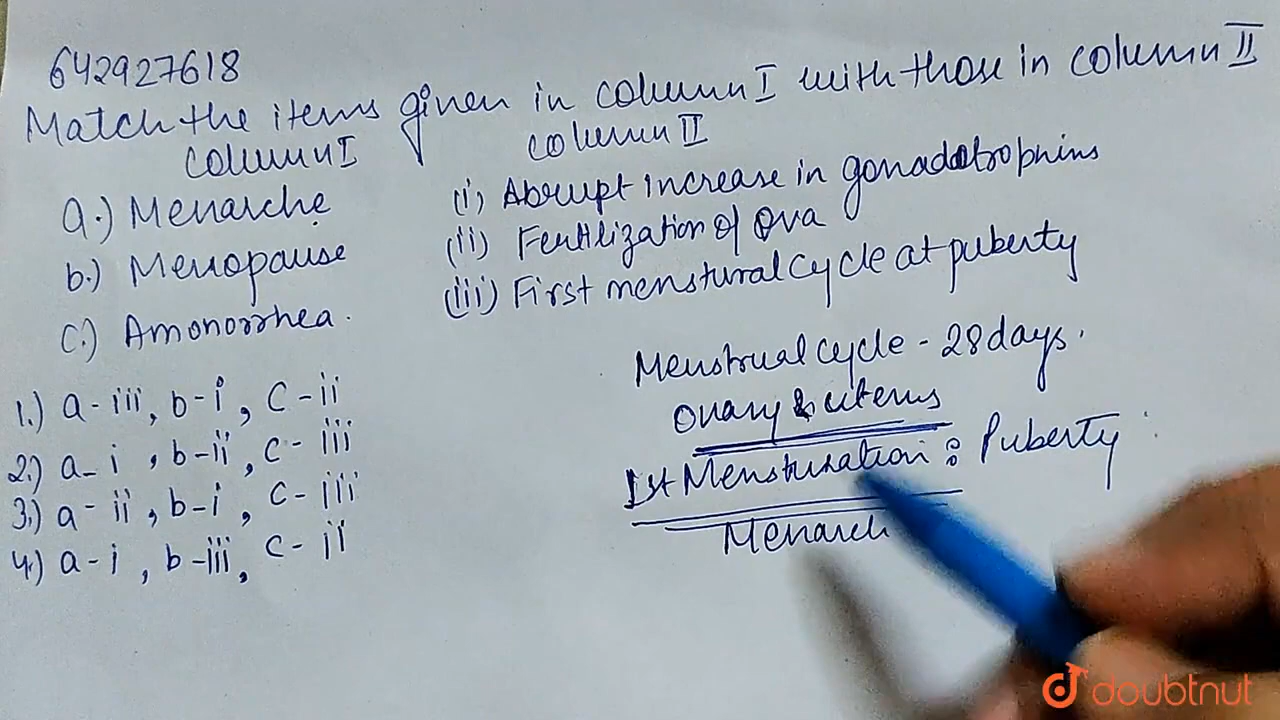 642927618
Match the items given in column I with those in column II
column I column II
a.) Menarche (i) Abrupt increase in gonadotrophins
b.) Menopause (ii) Fertilization of ova
c.) Amonorrhea. (iii) First menstural cycle at puberty
Menstrual cycle - 28 days.
Ovary & uterus
1st Mensturation : Puberty
Menarch
1.) a-iii, b-i, c-ii
2.) a-i, b-ii, c-iii
3.) a-ii, b-i, c-iii
4.) a-i, b-iii, c-ii
doubtnut